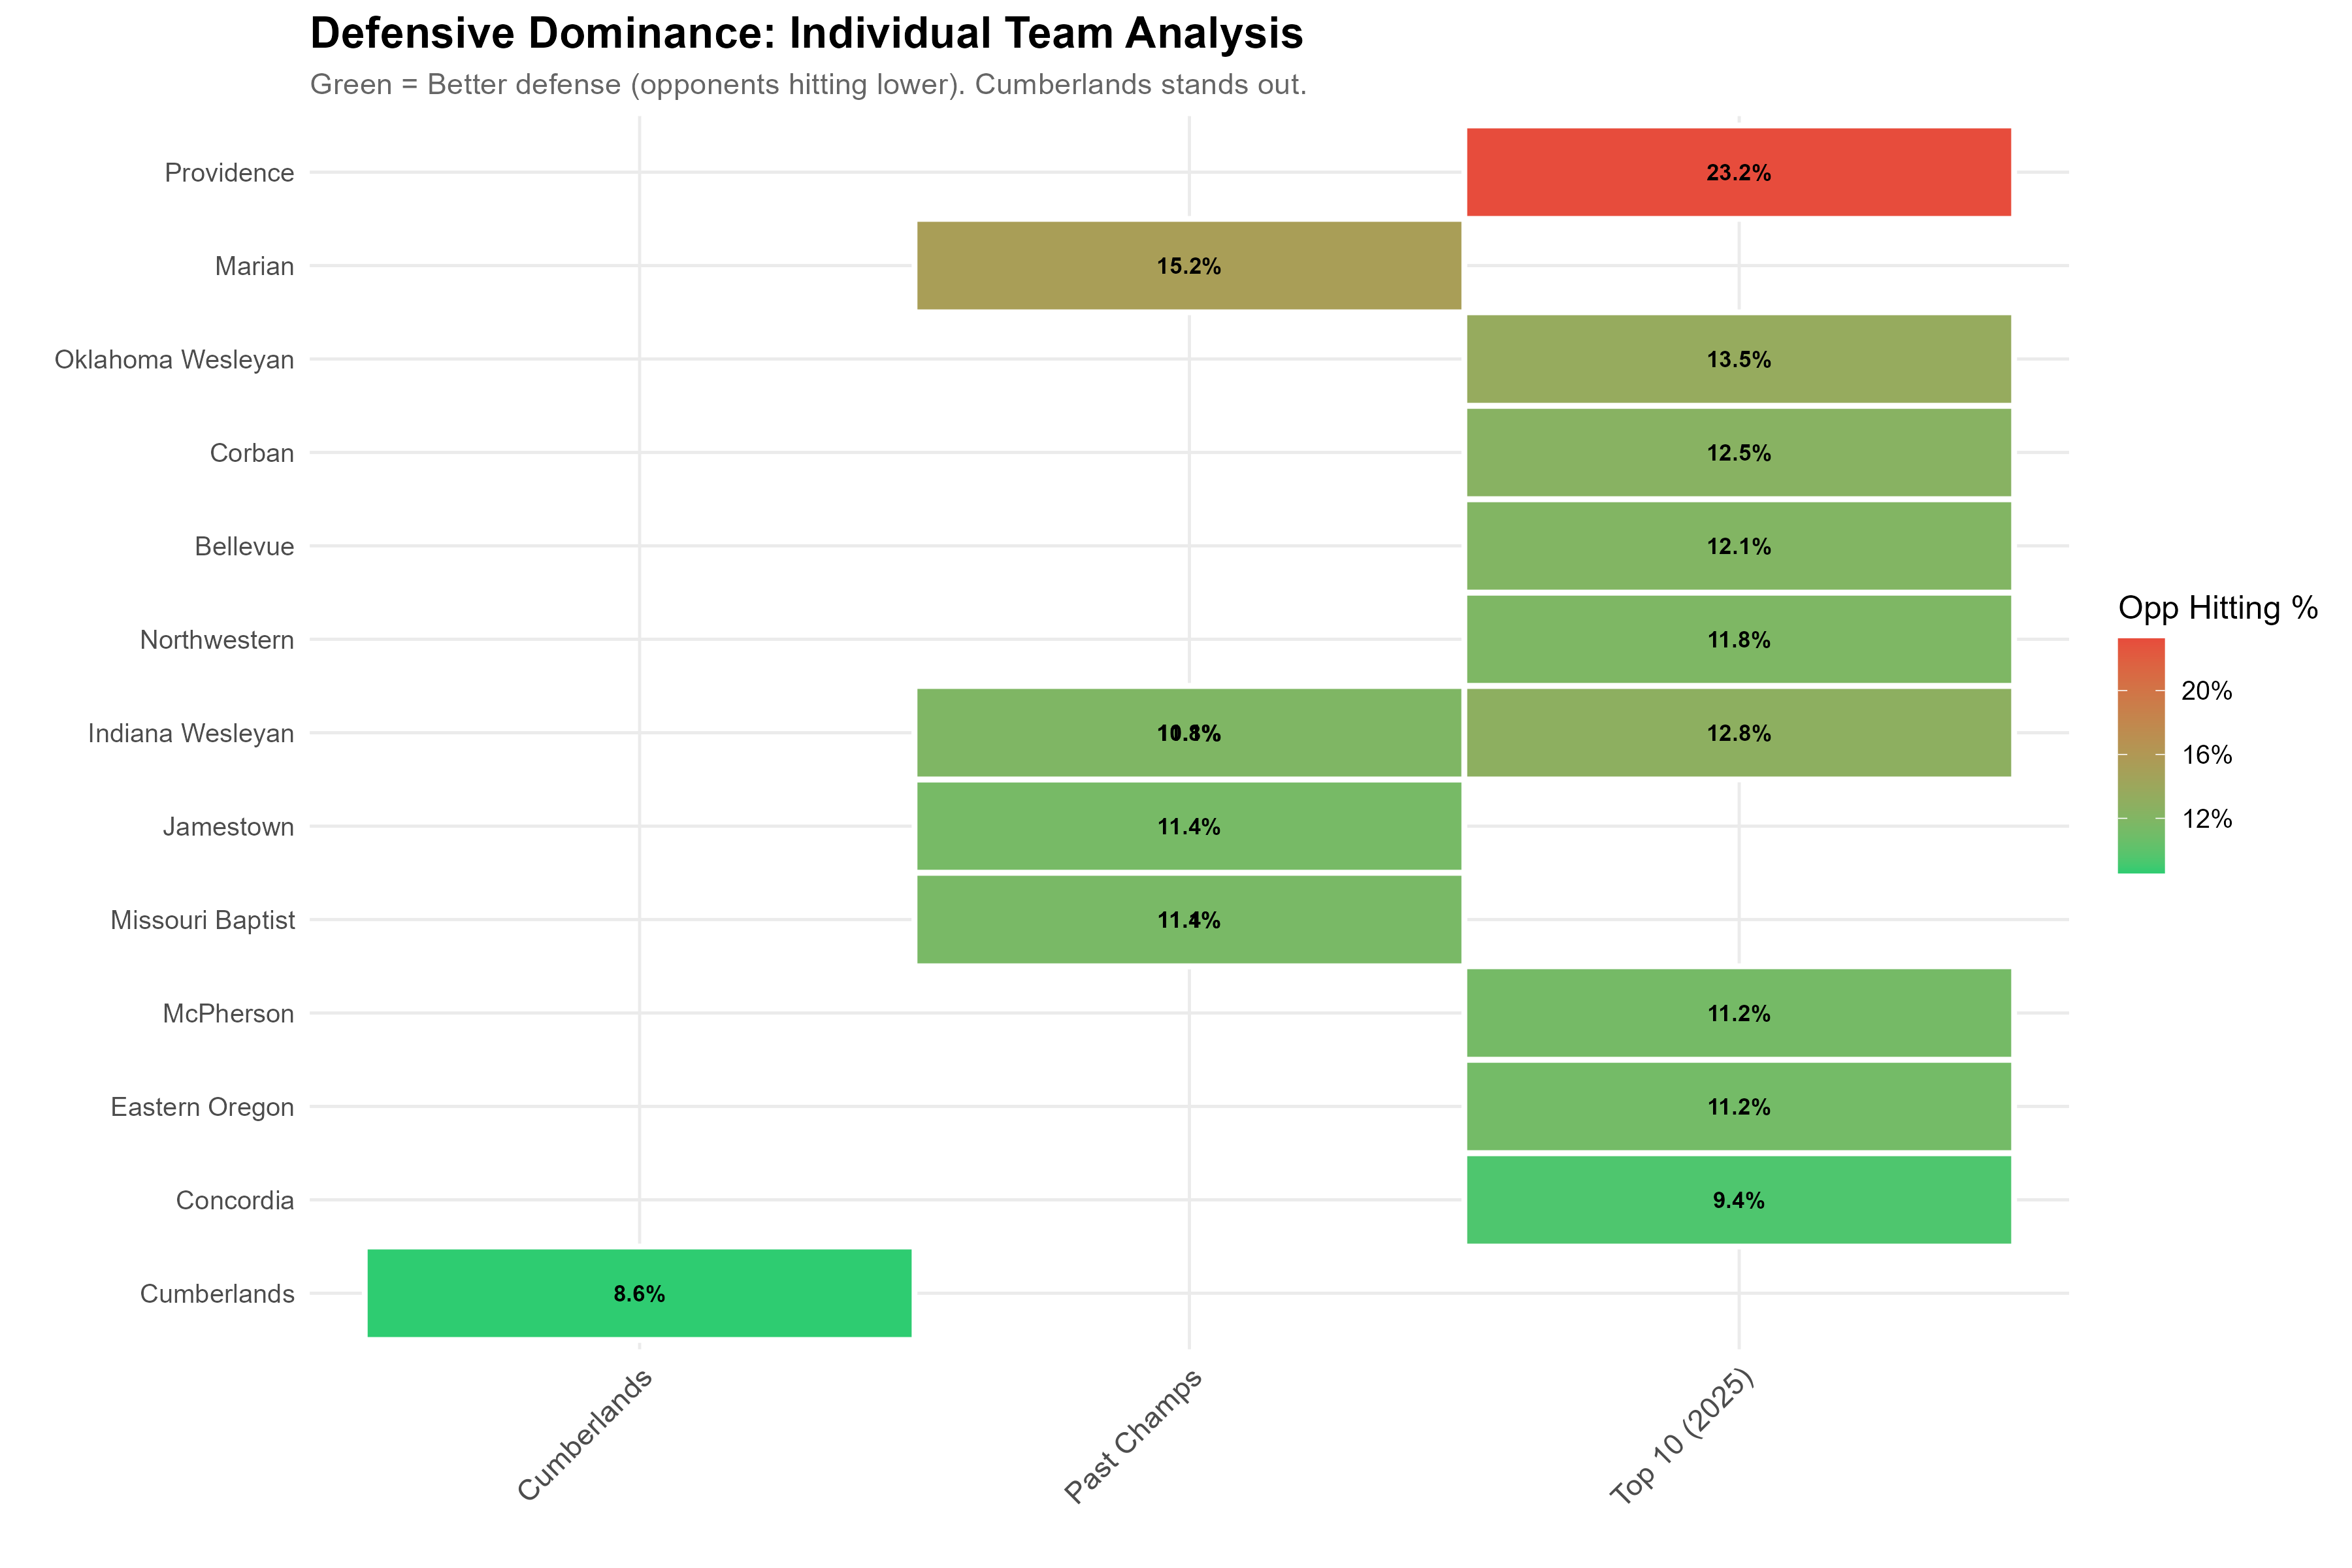 Defensive Dominance: Individual Team Analysis
Green = Better defense (opponents hitting lower). Cumberlands stands out.
Providence
23.2%
Marian
15.2%
Oklahoma Wesleyan
13.5%
Corban
12.5%
Bellevue
12.1%
Northwestern
11.8%
Indiana Wesleyan
12.8%
Jamestown
11.4%
Missouri Baptist
McPherson
11.2%
Eastern Oregon
11.2%
Concordia
9.4%
Cumberlands
8.6%
Cumberlands
Past Champs
Top 10 (2025)
Opp Hitting %
20%
16%
12%